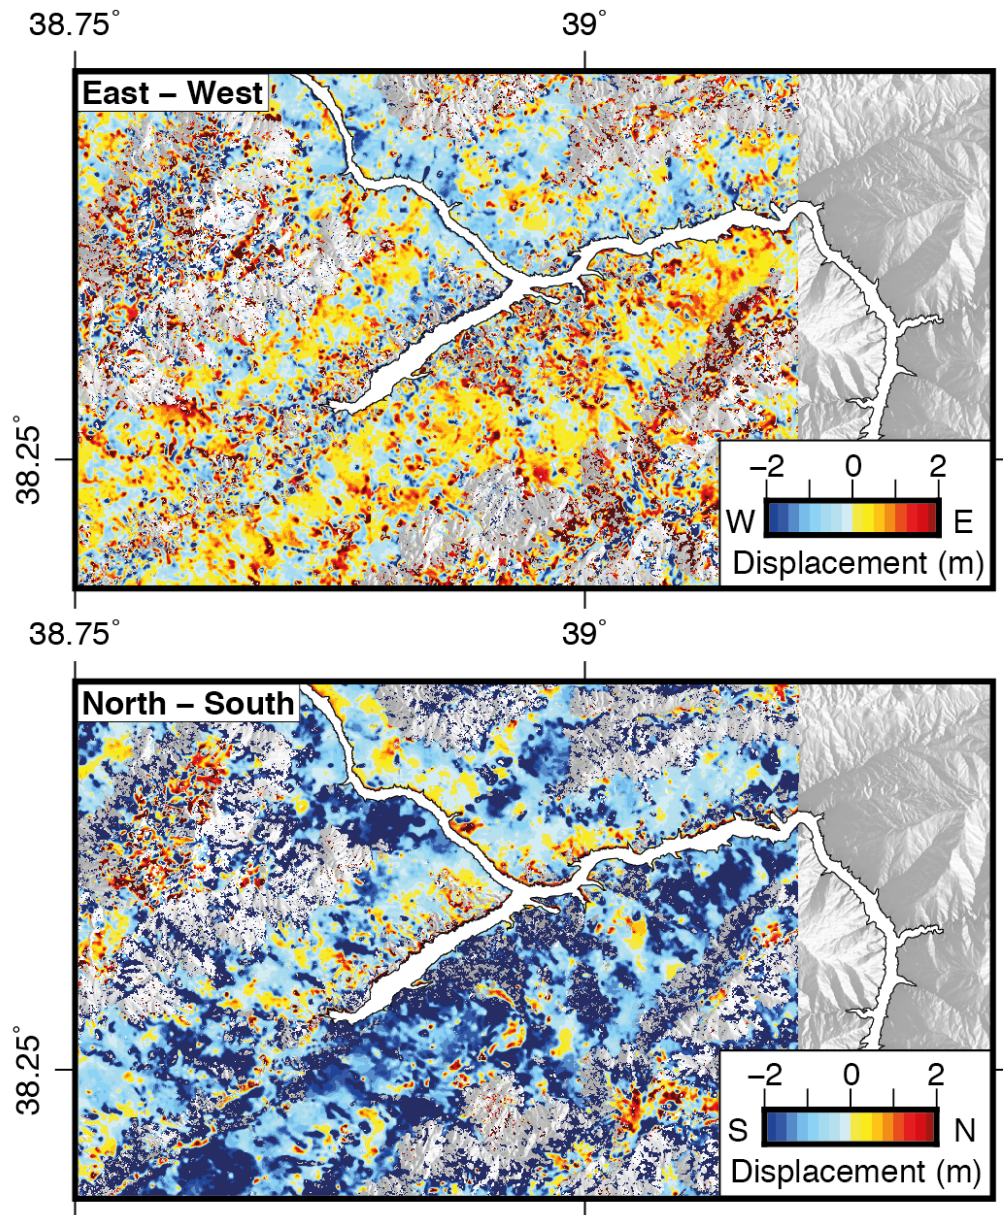 38.75° 39°
East – West
38.25°
−2 0 2
W E
Displacement (m)
38.75° 39°
North – South
38.25°
−2 0 2
S N
Displacement (m)